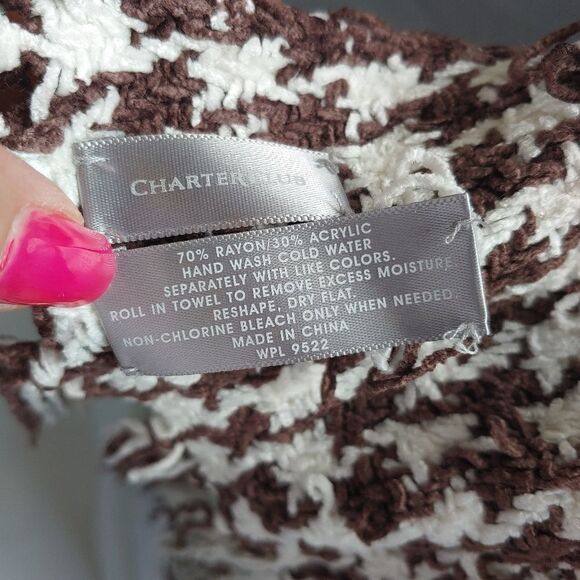 CHARTER CLUB
70% RAYON/30% ACRYLIC
HAND WASH COLD WATER
SEPARATELY WITH LIKE COLORS.
ROLL IN TOWEL TO REMOVE EXCESS MOISTURE
RESHAPE, DRY FLAT.
NON-CHLORINE BLEACH ONLY WHEN NEEDED.
MADE IN CHINA
WPL 9522